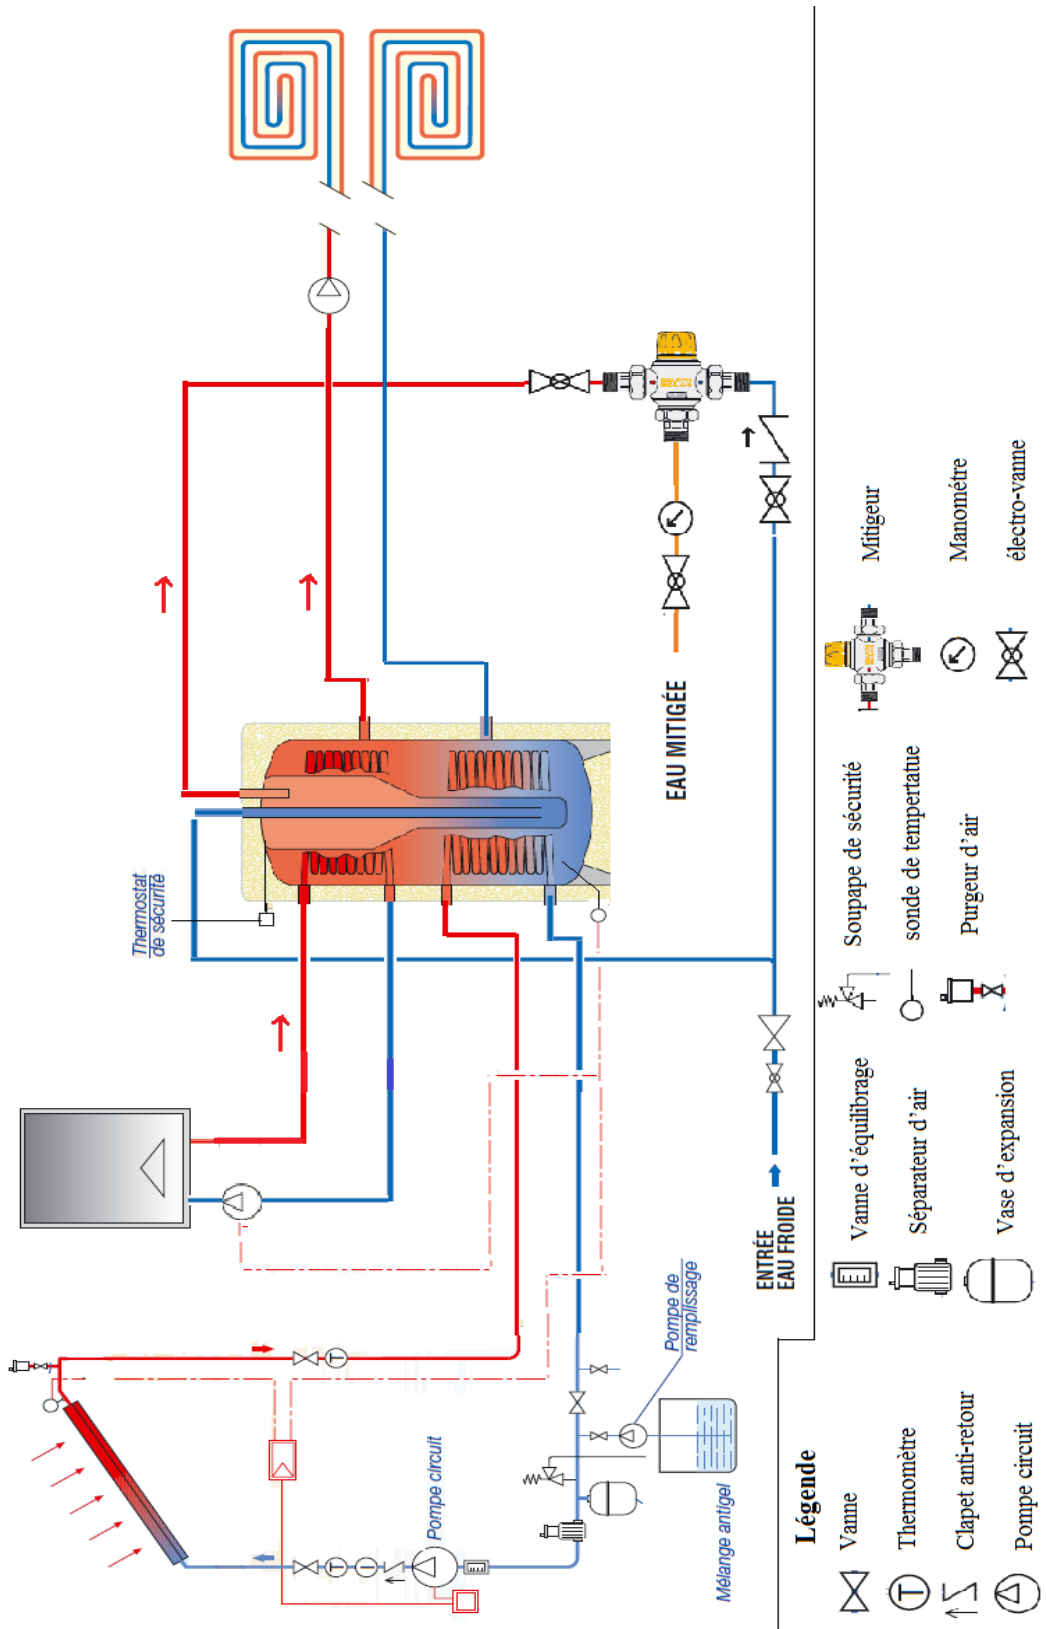 Thermostat
de sécurité
EAU MITIGÉE
ENTRÉE
EAU FROIDE
Pompe de
remplissage
Pompe circuit
Mélange antigel
T
T
Légende
Vanne
T
Thermomètre
Clapet anti-retour
Pompe circuit
Vanne d'équilibrage
Séparateur d'air
Vase d'expansion
Soupape de sécurité
sonde de tempertatue
Purgeur d'air
Mitigeur
Manométre
électro-vanne